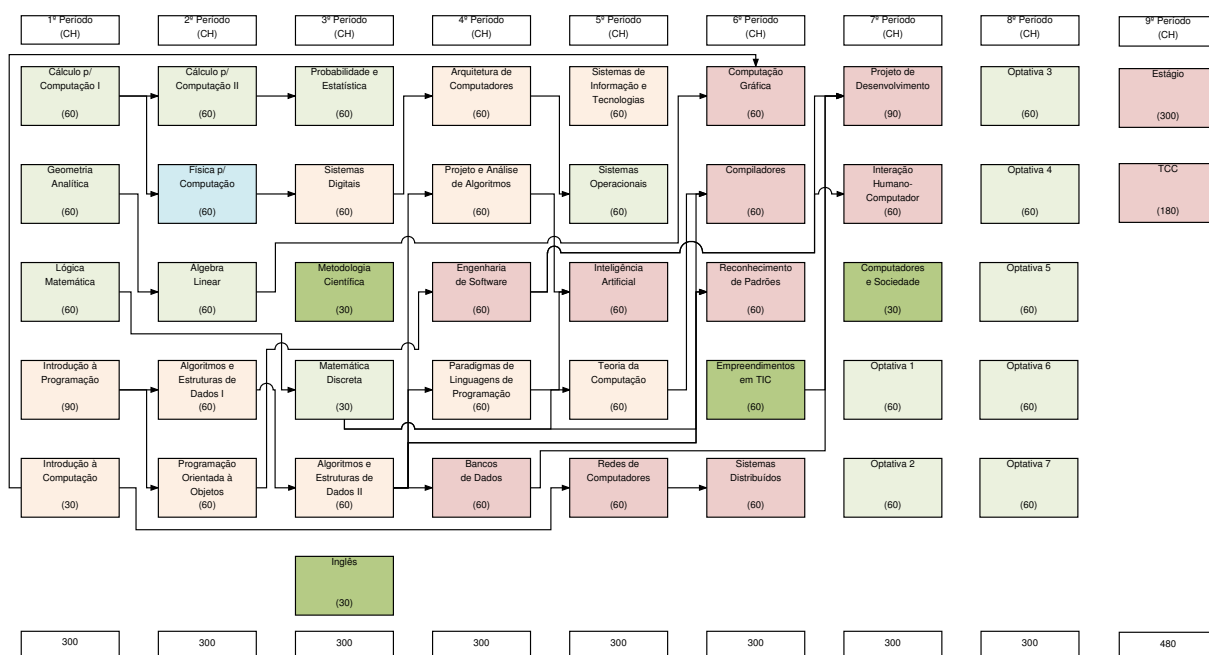 1º Período
(CH)
2º Período
(CH)
3º Período
(CH)
4º Período
(CH)
5º Período
(CH)
6º Período
(CH)
7º Período
(CH)
8º Período
(CH)
9º Período
(CH)
Cálculo p/
Computação I
(60)
Cálculo p/
Computação II
(60)
Probabilidade e
Estatística
(60)
Arquitetura de
Computadores
(60)
Sistemas de
Informação e
Tecnologias
(60)
Computação
Gráfica
(60)
Projeto de
Desenvolvimento
(90)
Optativa 3
(60)
Estágio
(300)
Geometria
Analítica
(60)
Física p/
Computação
(60)
Sistemas
Digitais
(60)
Projeto e Análise
de Algoritmos
(60)
Sistemas
Operacionais
(60)
Compiladores
(60)
Interação
Humano-
Computador
(60)
Optativa 4
(60)
TCC
(180)
Lógica
Matemática
(60)
Álgebra
Linear
(60)
Metodologia
Científica
(30)
Engenharia
de Software
(60)
Inteligência
Artificial
(60)
Reconhecimento
de Padrões
(60)
Computadores
e Sociedade
(30)
Optativa 5
(60)
Introdução à
Programação
(90)
Algoritmos e
Estruturas de
Dados I
(60)
Matemática
Discreta
(30)
Paradigmas de
Linguagens de
Programação
(60)
Teoria da
Computação
(60)
Empreendimentos
em TIC
(60)
Optativa 1
(60)
Optativa 6
(60)
Introdução à
Computação
(30)
Programação
Orientada à
Objetos
(60)
Algoritmos e
Estruturas de
Dados II
(60)
Bancos
de Dados
(60)
Redes de
Computadores
(60)
Sistemas
Distribuídos
(60)
Optativa 2
(60)
Optativa 7
(60)
Inglês
(30)
300
300
300
300
300
300
300
300
480